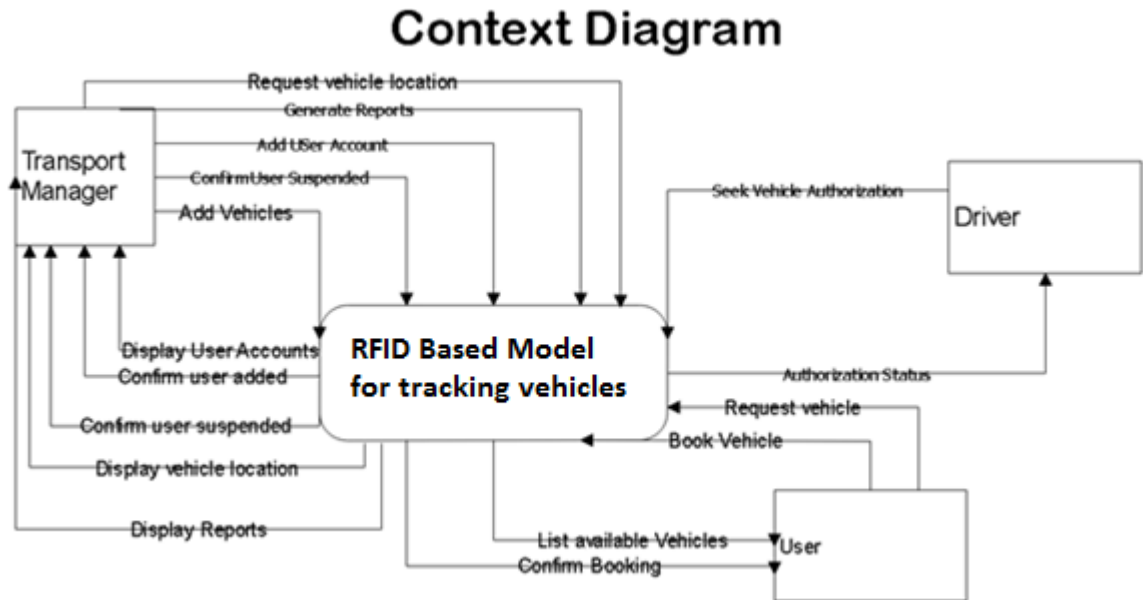 Context Diagram
Request vehicle location
Generate Reports
Add USer Account
Transport
Manager
ConfirmUser Suspended
Add Vehicles
Seek Vehicle Authorization
Driver
RFID Based Model
for tracking vehicles
Display User Accounts
Confirm user added
Authorization Status
Request vehicle
Confirm user suspended
Book Vehicle
Display vehicle location
Display Reports
List available Vehicles
User
Confirm Booking